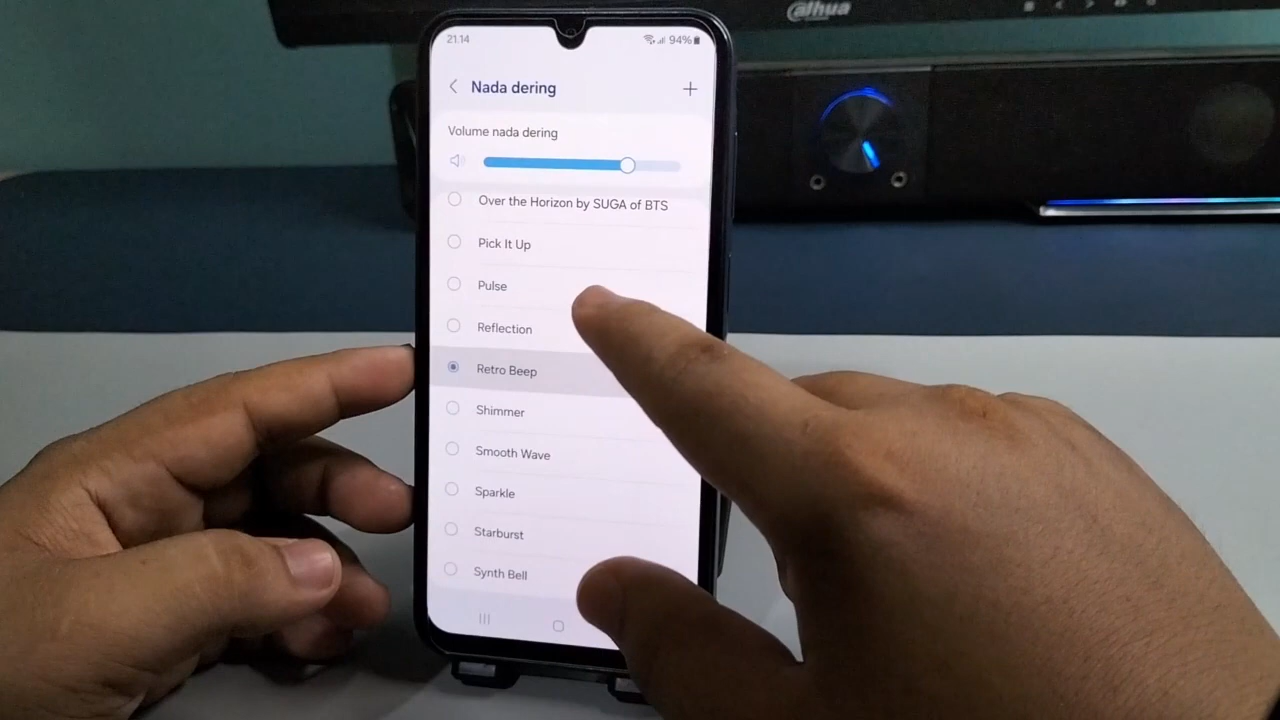 alhua
21.14
94%
Nada dering
Volume nada dering
Over the Horizon by SUGA of BTS
Pick It Up
Pulse
Reflection
Retro Beep
Shimmer
Smooth Wave
Sparkle
Starburst
Synth Bell